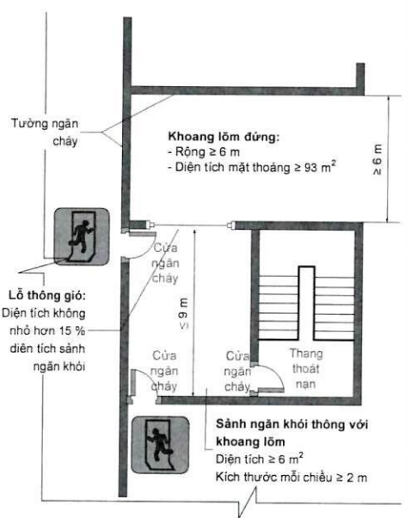 Tường ngăn
cháy
Khoang lõm đứng:
- Rộng ≥ 6 m
- Diện tích mặt thoáng ≥ 93 m²
≥ 6 m
Cửa
ngăn
cháy
Lỗ thông gió:
Diện tích không
nhỏ hơn 15 %
diên tích sảnh
ngăn khói
≤ 9 m
Cửa
ngăn
cháy
Cửa
ngăn
cháy
Thang
thoát
nạn
Sảnh ngăn khói thông với
khoang lõm
Diện tích ≥ 6 m²
Kích thước mỗi chiều ≥ 2 m